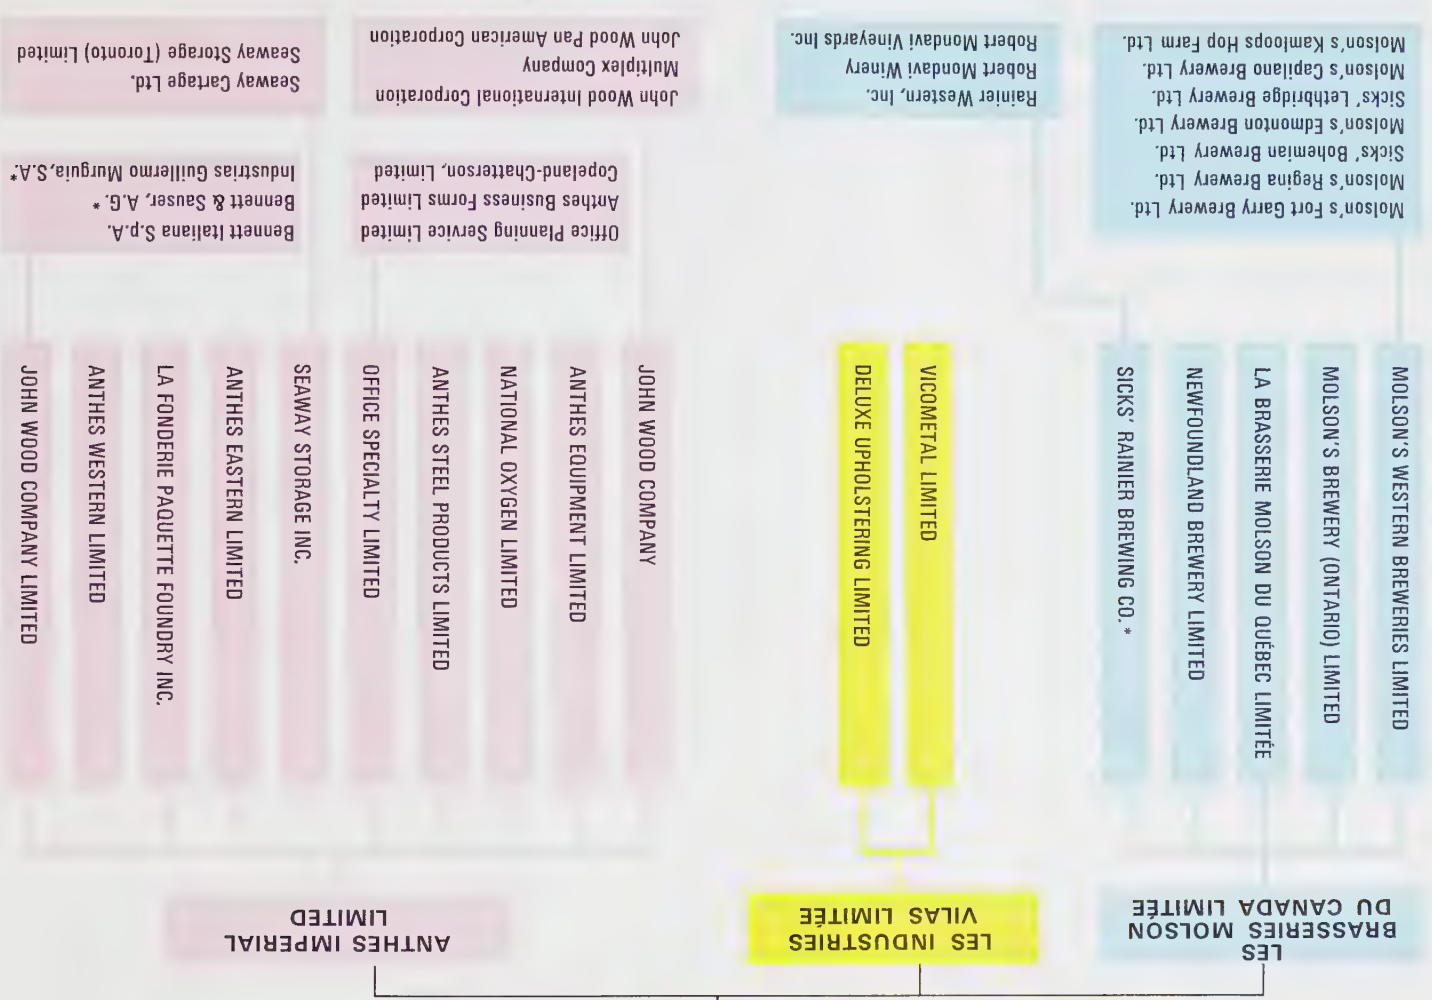 LES
BRASSERIES MOLSON
DU CANADA LIMITÉE
LES INDUSTRIES
VILAS LIMITÉE
ANTHES IMPERIAL
LIMITED
MOLSON'S WESTERN BREWERIES LIMITED
MOLSON'S BREWERY (ONTARIO) LIMITED
LA BRASSERIE MOLSON DU QUÉBEC LIMITÉE
NEWFOUNDLAND BREWERY LIMITED
SICKS' RAINIER BREWING CO. *
VICOMETAL LIMITED
DELUXE UPHOLSTERING LIMITED
JOHN WOOD COMPANY
ANTHES EQUIPMENT LIMITED
NATIONAL OXYGEN LIMITED
ANTHES STEEL PRODUCTS LIMITED
OFFICE SPECIALTY LIMITED
SEAWAY STORAGE INC.
ANTHES EASTERN LIMITED
LA FONDERIE PAQUETTE FOUNDRY INC.
ANTHES WESTERN LIMITED
JOHN WOOD COMPANY LIMITED
Molson's Fort Garry Brewery Ltd.
Molson's Regina Brewery Ltd.
Sicks' Bohemian Brewery Ltd.
Molson's Edmonton Brewery Ltd.
Sicks' Lethbridge Brewery Ltd.
Molson's Capilano Brewery Ltd.
Molson's Kamloops Hop Farm Ltd.
Rainier Western, Inc.
Robert Mondavi Winery
Robert Mondavi Vineyards Inc.
Office Planning Service Limited
Anthes Business Forms Limited
Copeland-Chatterson, Limited
Bennett Italiana S.p.A.
Bennett & Sauser, A.G. *
Industrias Guillermo Murguia,S.A.*
John Wood International Corporation
Multiplex Company
John Wood Pan American Corporation
Seaway Cartage Ltd.
Seaway Storage (Toronto) Limited